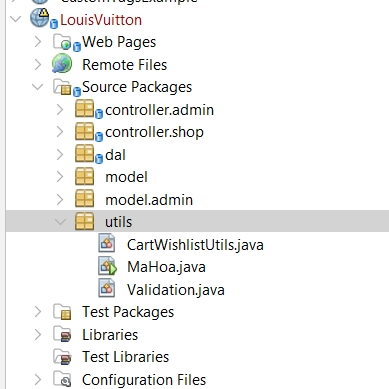 CustomTagsExample
LouisVuitton
Web Pages
Remote Files
Source Packages
controller.admin
controller.shop
dal
model
model.admin
utils
CartWishlistUtils.java
MaHoa.java
Validation.java
Test Packages
Libraries
Test Libraries
Configuration Files